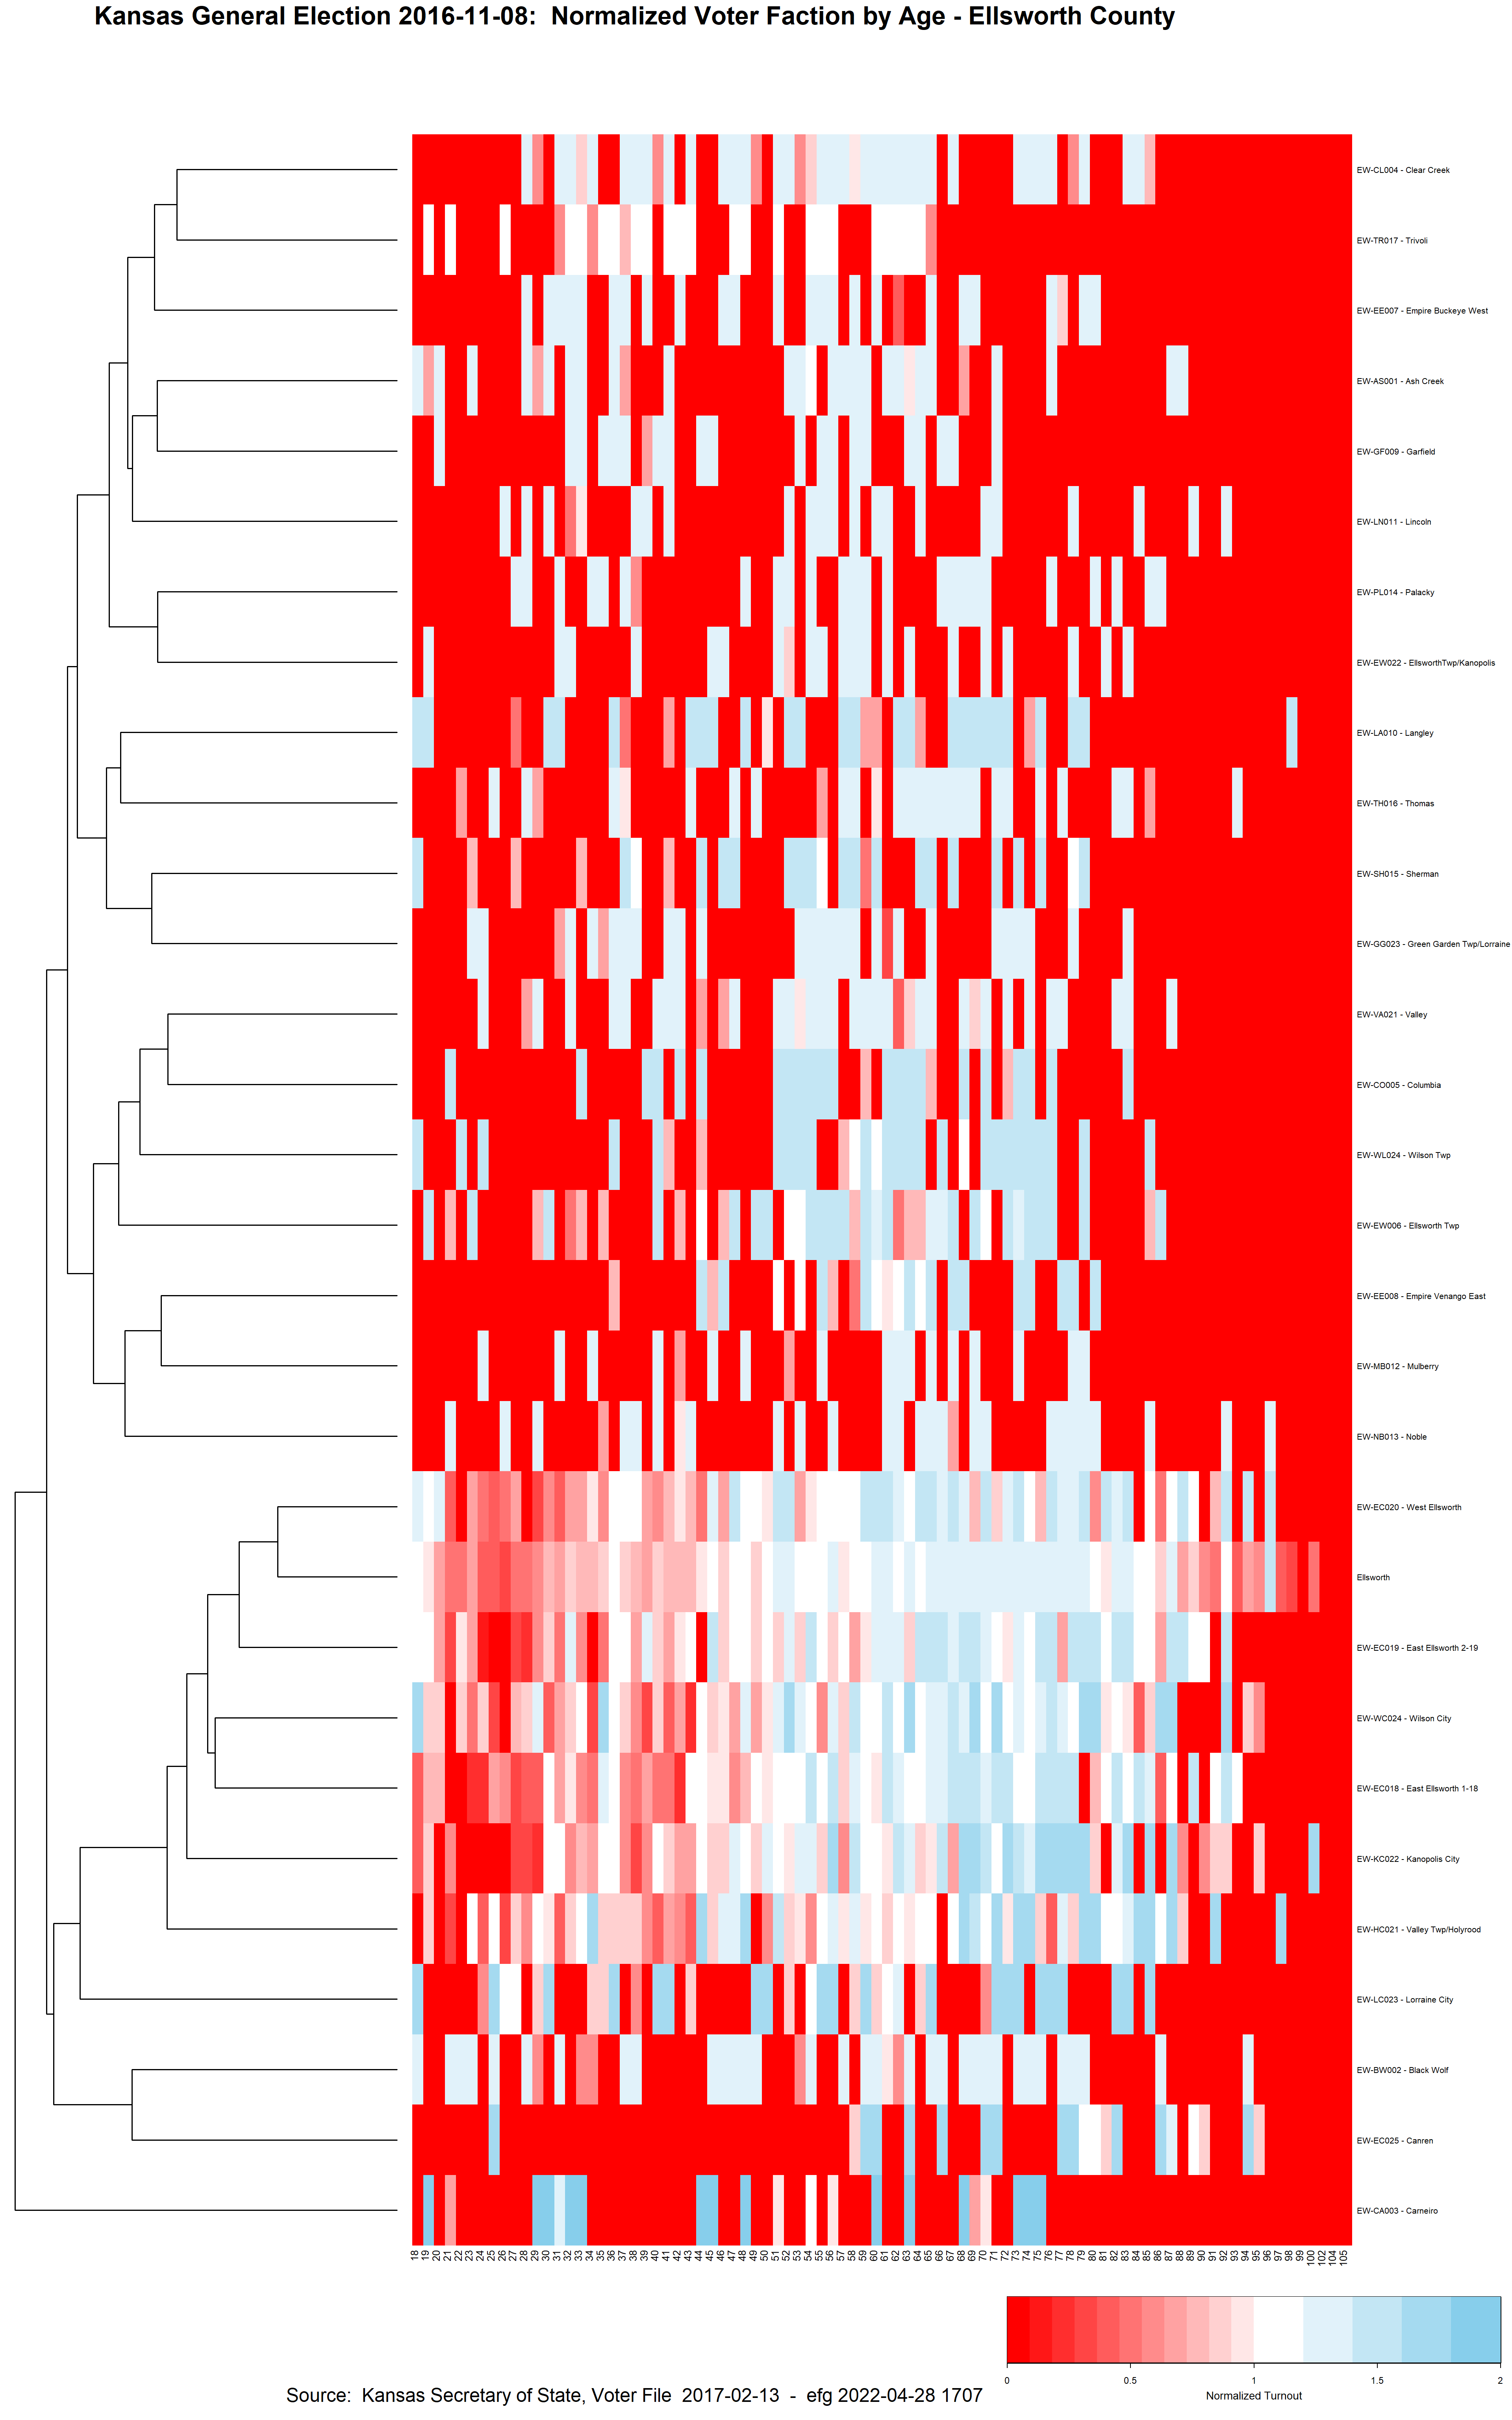 Kansas General Election 2016-11-08:  Normalized Voter Faction by Age - Ellsworth County
EW-CL004 - Clear Creek
EW-TR017 - Trivoli
EW-EE007 - Empire Buckeye West
EW-AS001 - Ash Creek
EW-GF009 - Garfield
EW-LN011 - Lincoln
EW-PL014 - Palacky
EW-EW022 - EllsworthTwp/Kanopolis
EW-LA010 - Langley
EW-TH016 - Thomas
EW-SH015 - Sherman
EW-GG023 - Green Garden Twp/Lorraine
EW-VA021 - Valley
EW-CO005 - Columbia
EW-WL024 - Wilson Twp
EW-EW006 - Ellsworth Twp
EW-EE008 - Empire Venango East
EW-MB012 - Mulberry
EW-NB013 - Noble
EW-EC020 - West Ellsworth
Ellsworth
EW-EC019 - East Ellsworth 2-19
EW-WC024 - Wilson City
EW-EC018 - East Ellsworth 1-18
EW-KC022 - Kanopolis City
EW-HC021 - Valley Twp/Holyrood
EW-LC023 - Lorraine City
EW-BW002 - Black Wolf
EW-EC025 - Canren
EW-CA003 - Carneiro
18 19 20 21 22 23 24 25 26 27 28 29 30 31 32 33 34 35 36 37 38 39 40 41 42 43 44 45 46 47 48 49 50 51 52 53 54 55 56 57 58 59 60 61 62 63 64 65 66 67 68 69 70 71 72 73 74 75 76 77 78 79 80 81 82 83 84 85 86 87 88 89 90 91 92 93 94 95 96 97 98 99 100 102 104 105
0 0.5 1 1.5 2
Normalized Turnout
Source:  Kansas Secretary of State, Voter File  2017-02-13  -  efg 2022-04-28 1707